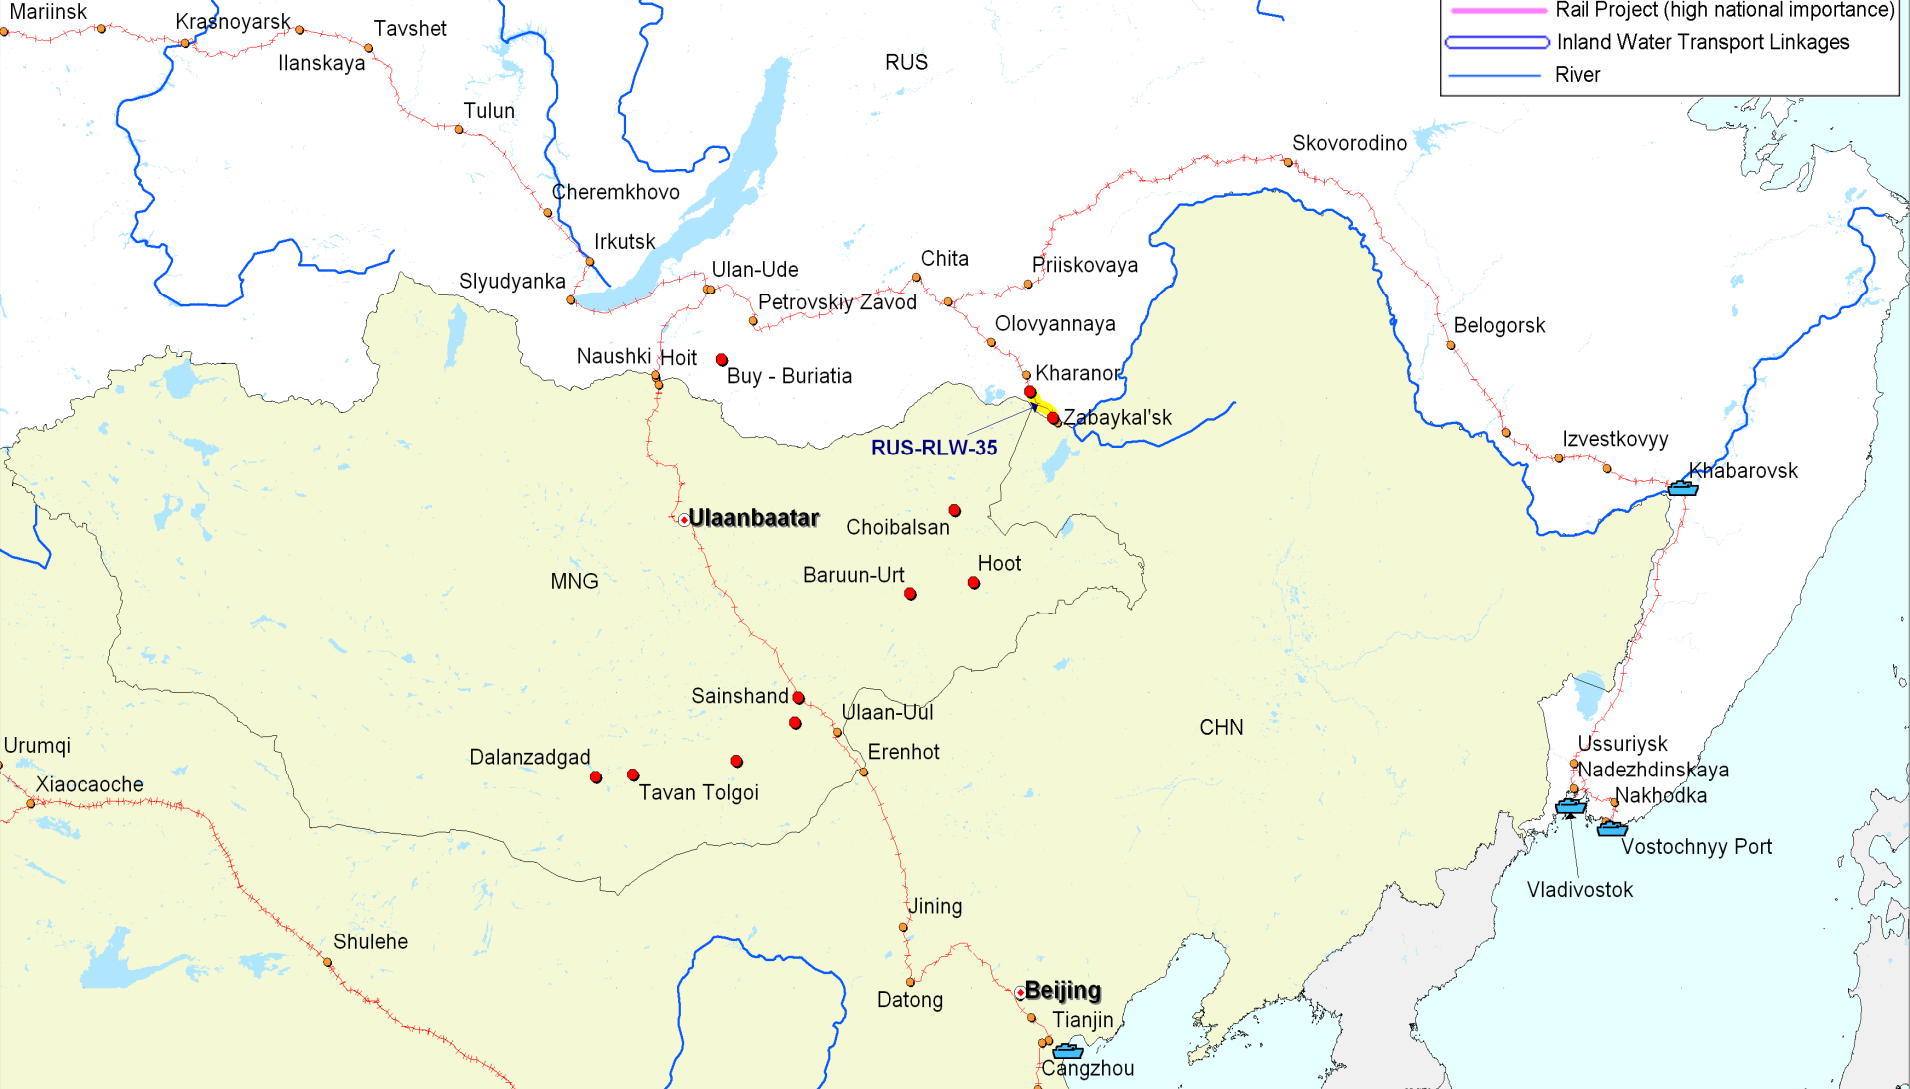 Mariinsk
Krasnoyarsk
Tavshet
Ilanskaya
RUS
Rail Project (high national importance)
Inland Water Transport Linkages
River
Tulun
Skovorodino
Cheremkhovo
Irkutsk
Slyudyanka
Ulan-Ude
Chita
Priiskovaya
Petrovskiy Zavod
Olovyannaya
Belogorsk
Naushki
Hoit
Buy - Buriatia
Kharanor
Zabaykal'sk
RUS-RLW-35
Izvestkovyy
Khabarovsk
Ulaanbaatar
Choibalsan
Hoot
Baruun-Urt
MNG
Sainshand
Ulaan-Uul
CHN
Erenhot
Urumqi
Xiaocaoche
Dalanzadgad
Tavan Tolgoi
Ussuriysk
Nadezhdinskaya
Nakhodka
Vostochnyy Port
Vladivostok
Jining
Shulehe
Datong
Beijing
Tianjin
Cangzhou